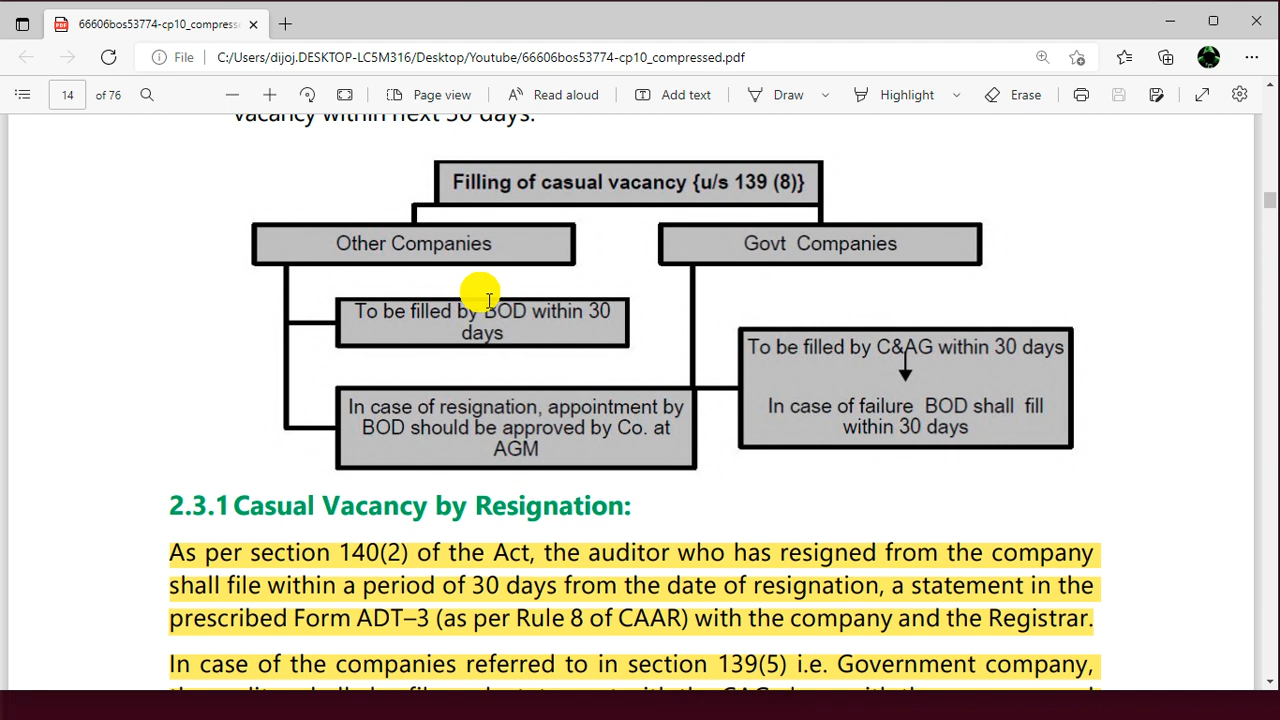 66606bos53774-cp10_compresse
File
C:/Users/dijoj.DESKTOP-LC5M316/Desktop/Youtube/66606bos53774-cp10_compressed.pdf
14 of 76
Page view
Read aloud
Add text
Draw
Highlight
Erase
vacancy within next 30 days.
Filling of casual vacancy {u/s 139 (8)}
Other Companies
Govt Companies
To be filled by BOD within 30
days
To be filled by C&AG within 30 days
In case of failure BOD shall fill
within 30 days
In case of resignation, appointment by
BOD should be approved by Co. at
AGM
2.3.1 Casual Vacancy by Resignation:
As per section 140(2) of the Act, the auditor who has resigned from the company
shall file within a period of 30 days from the date of resignation, a statement in the
prescribed Form ADT–3 (as per Rule 8 of CAAR) with the company and the Registrar.
In case of the companies referred to in section 139(5) i.e. Government company,